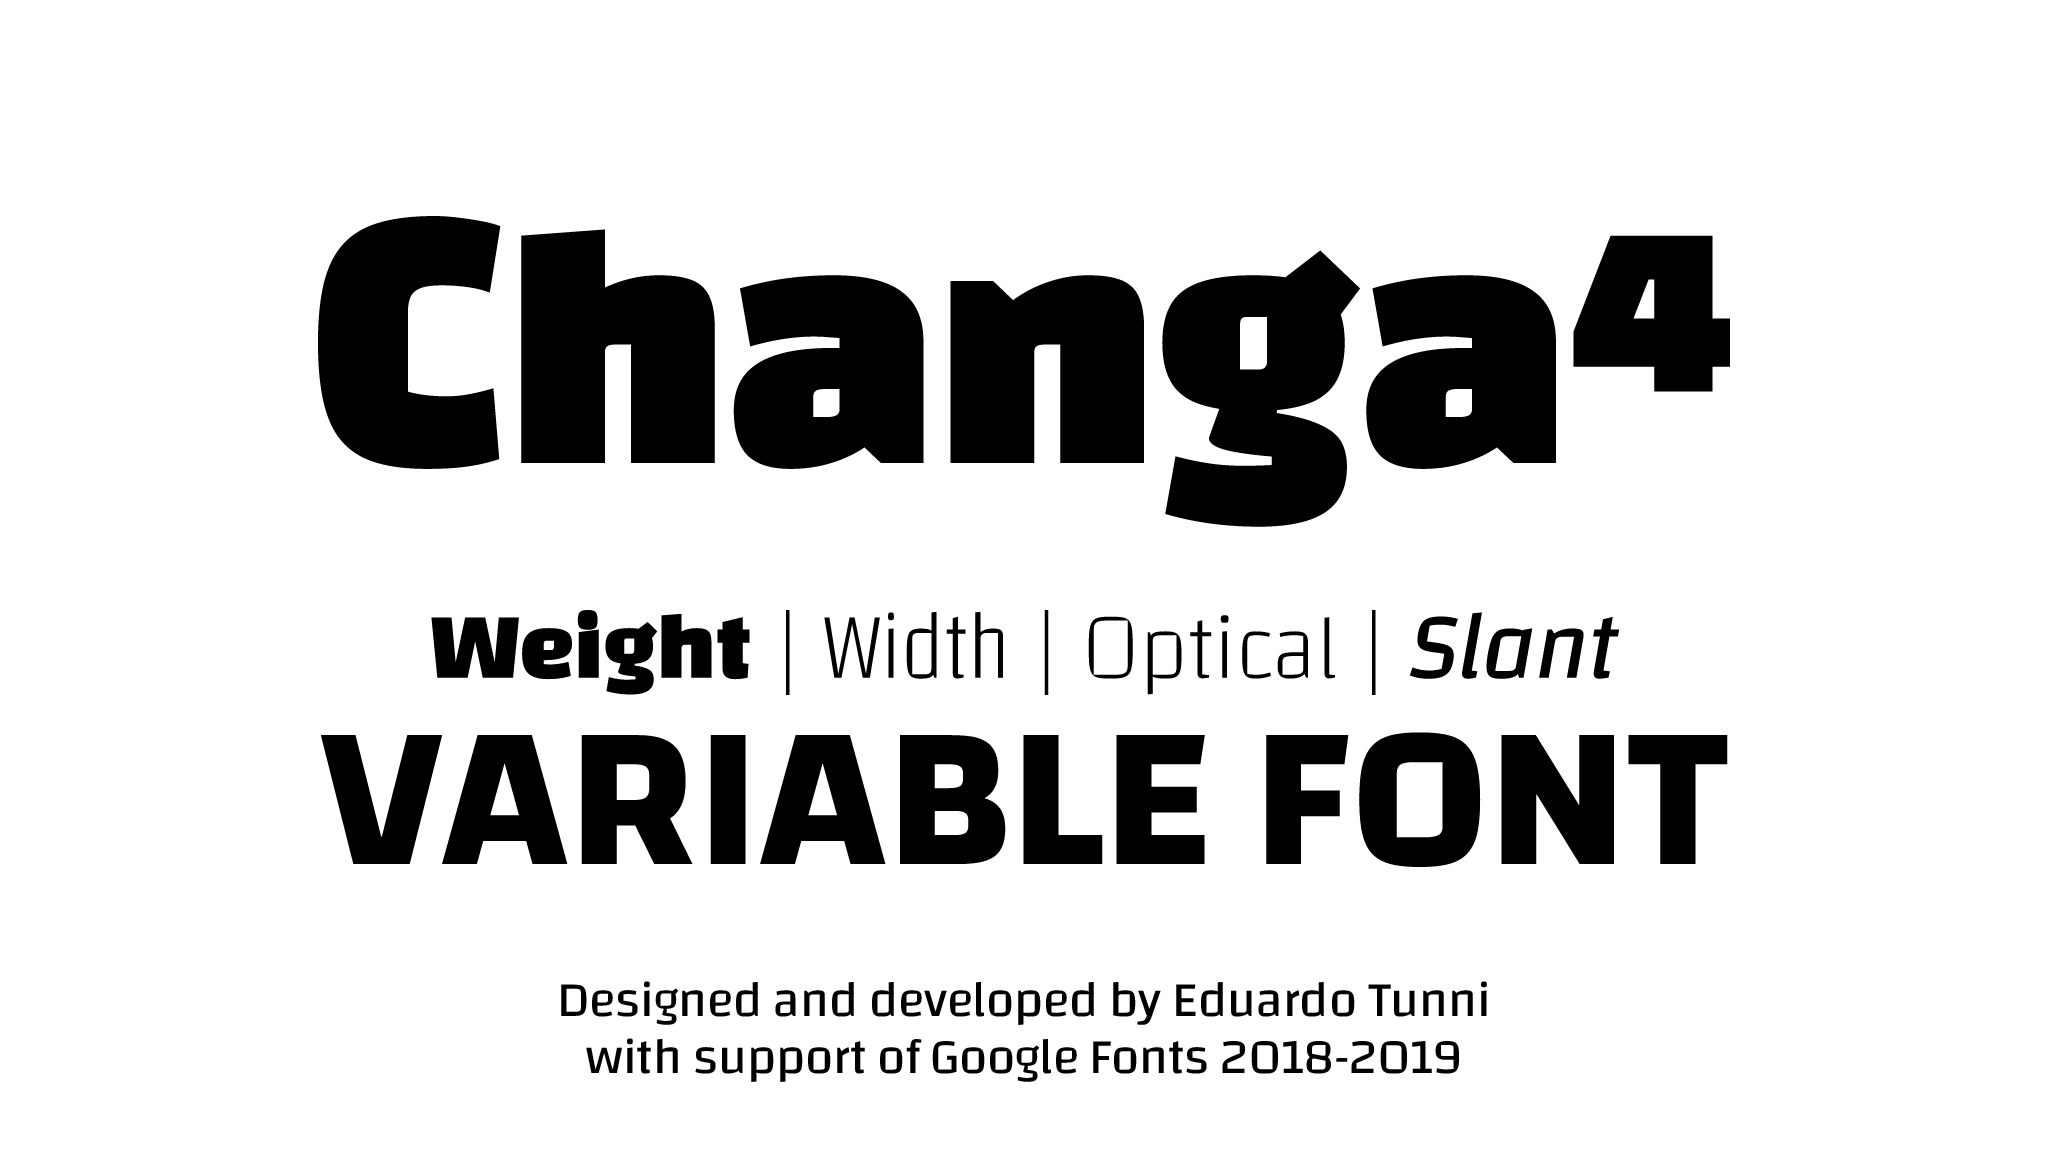 Changa⁴
Weight | Width | Optical | Slant
VARIABLE FONT
Designed and developed by Eduardo Tunni
with support of Google Fonts 2018-2019